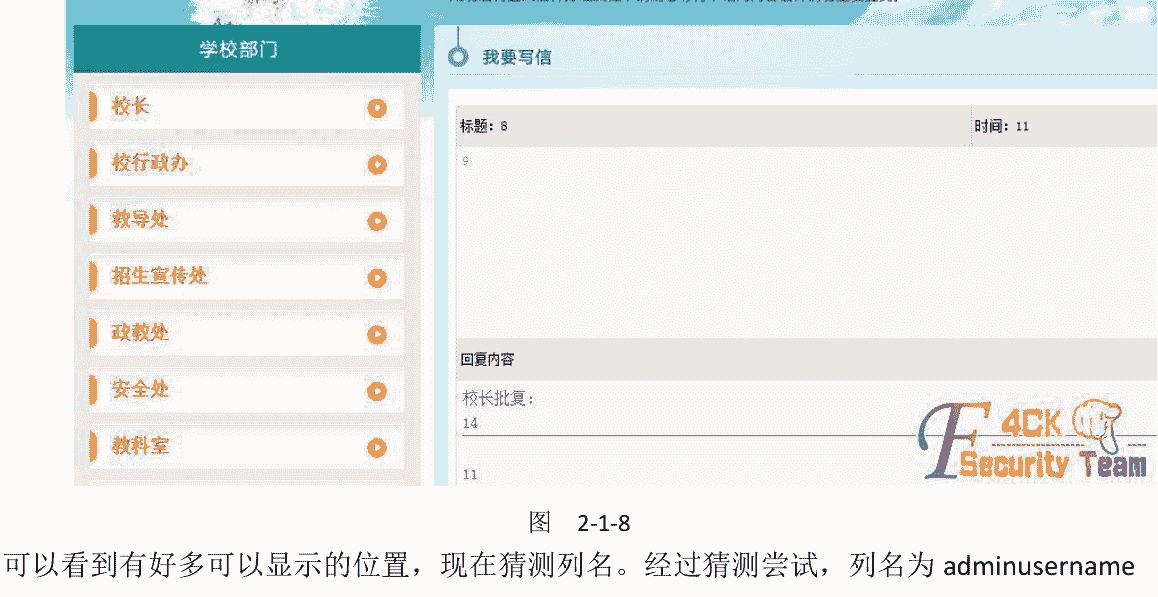 学校部门
我要写信
校长
标题: 8
时间: 11
9
校行政办
教导处
招生宣传处
政教处
安全处
教科室
回复内容
校长批复:
14
11
F4CK
Security Team
图 2-1-8
可以看到有好多可以显示的位置，现在猜测列名。经过猜测尝试，列名为 adminusername